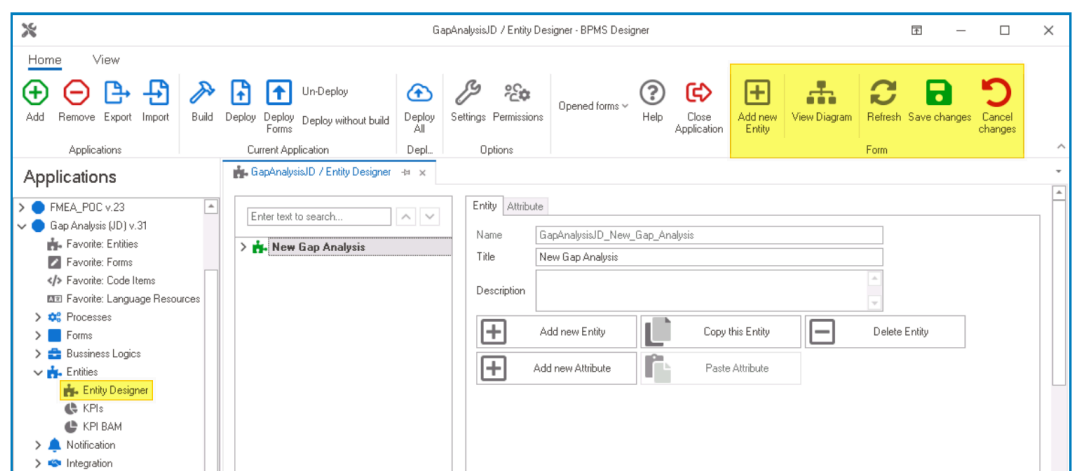 GapAnalysisJD / Entity Designer - BPMS Designer
Home View
Add Remove Export Import Build Deploy Deploy Forms Un-Deploy Deploy without build Deploy All Settings Permissions Opened forms Help Close Application Add new Entity View Diagram Refresh Save changes Cancel changes
Applications Current Application Depl... Options Form
Applications
GapAnalysisJD / Entity Designer
FMEA_POC v.23
Gap Analysis (JD) v.31
Favorite: Entities
Favorite: Forms
Favorite: Code Items
Favorite: Language Resources
Processes
Forms
Bussiness Logics
Entities
Entity Designer
KPIs
KPI BAM
Notification
Integration
Enter text to search...
New Gap Analysis
Entity Attribute
Name GapAnalysisJD_New_Gap_Analysis
Title New Gap Analysis
Description
Add new Entity Copy this Entity Delete Entity
Add new Attribute Paste Attribute